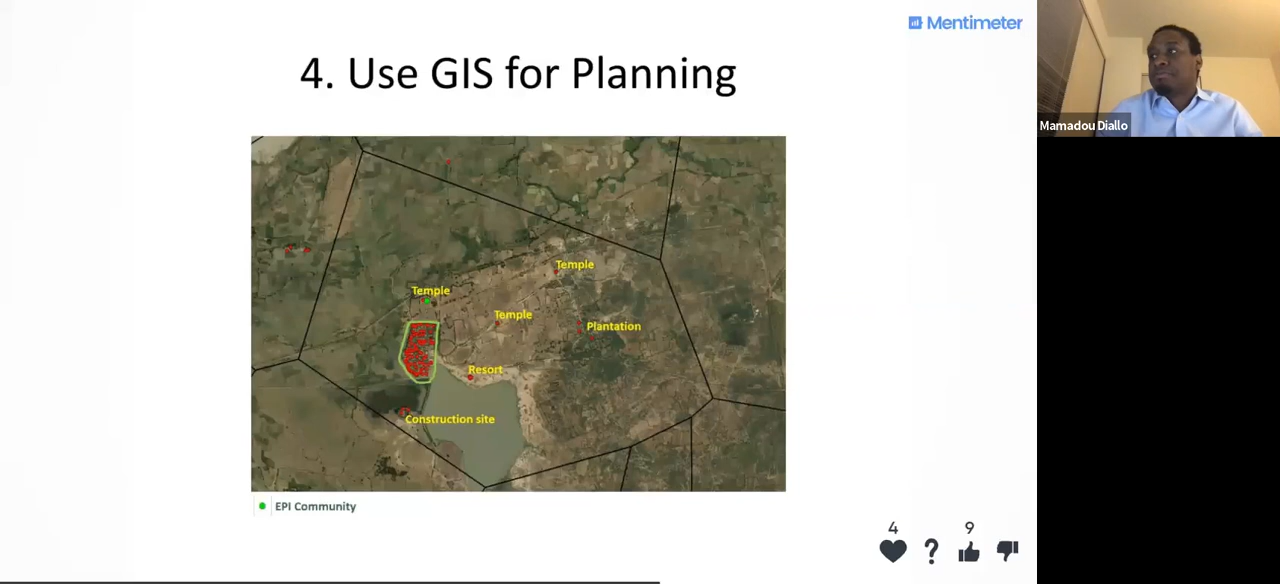 Mentimeter
4. Use GIS for Planning
Mamadou Diallo
Temple
Temple
Temple
Plantation
Resort
Construction site
EPI Community
4
9